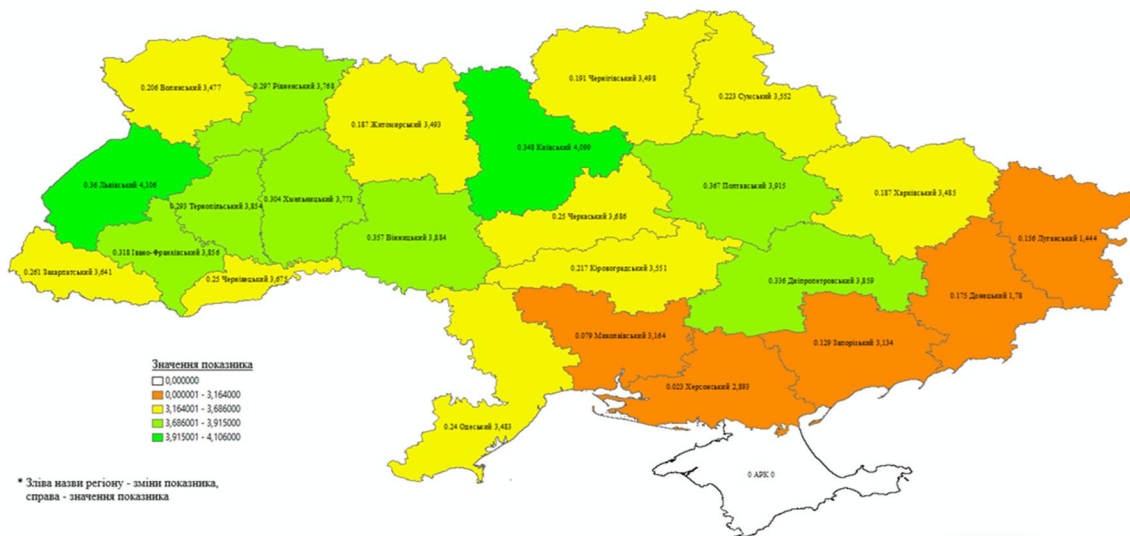 0.191 Чернігівський 3,498
0.206 Волинський 3,477
0.297 Рівненський 3,768
0.223 Сумський 3,552
0.187 Житомирський 3,493
0.348 Київський 4,099
0.36 Львівський 4,106
0.367 Полтавський 3,915
0.187 Харківський 3,485
0.304 Хмельницький 3,773
0.293 Тернопільський 3,854
0.25 Черкаський 3,686
0.156 Луганський 1,444
0.318 Івано-Франківський 3,856
0.357 Вінницький 3,884
0.217 Кіровоградський 3,551
0.261 Закарпатський 3,641
0.25 Чернівецький 3,675
0.336 Дніпропетровський 3,859
0.175 Донецький 1,78
0.079 Миколаївський 3,164
0.129 Запорізький 3,134
0.023 Херсонський 2,893
0.24 Одеський 3,483
0 АРК 0
Значення показника
0,000000
0,000001 - 3,164000
3,164001 - 3,686000
3,686001 - 3,915000
3,915001 - 4,106000
* Зліва назви регіону - зміни показника,
справа - значення показника